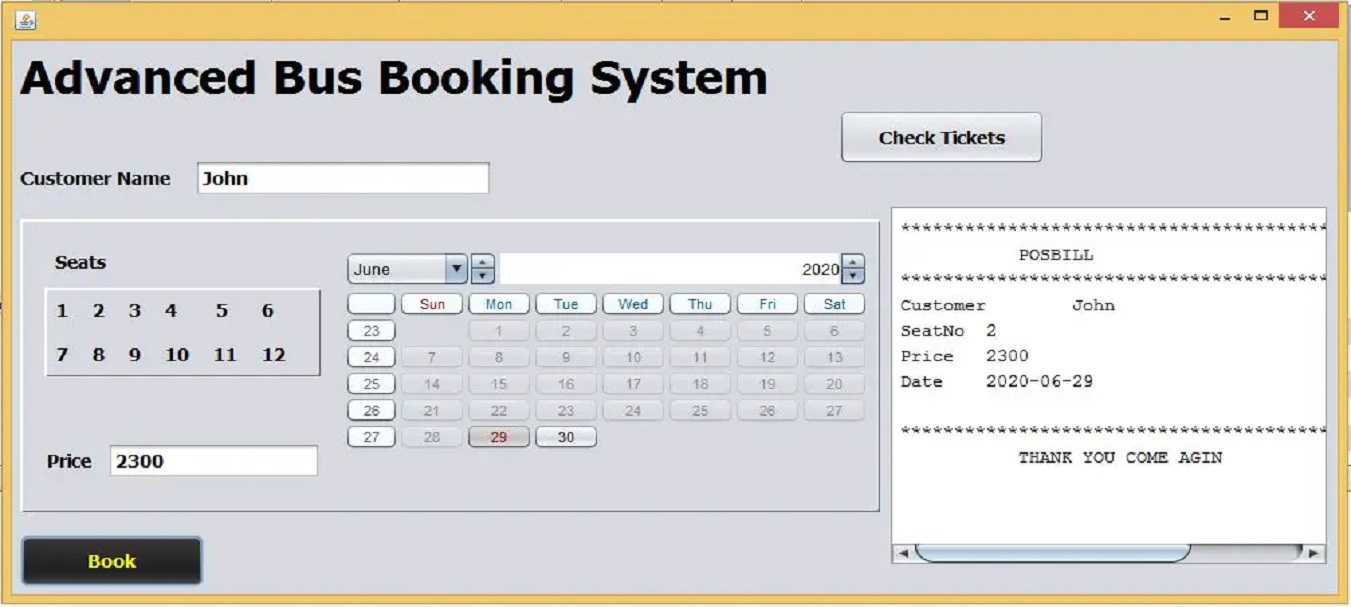 Advanced Bus Booking System
Check Tickets
Customer Name John
Seats
1 2 3 4 5 6
7 8 9 10 11 12
Price 2300
June 2020
Sun Mon Tue Wed Thu Fri Sat
23 1 2 3 4 5 6
24 7 8 9 10 11 12 13
25 14 15 16 17 18 19 20
26 21 22 23 24 25 26 27
27 28 29 30
Book
****************************************
POSBILL
****************************************
Customer John
SeatNo 2
Price 2300
Date 2020-06-29
****************************************
THANK YOU COME AGIN